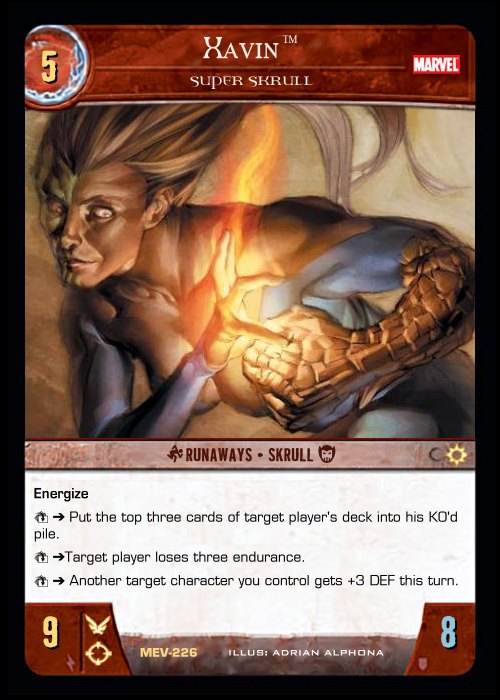 5
Xavin™
SUPER SKRULL
MARVEL
RUNAWAYS • SKRULL
C
Energize
➔ Put the top three cards of target player's deck into his KO'd
pile.
➔Target player loses three endurance.
➔ Another target character you control gets +3 DEF this turn.
9
MEV-226
ILLUS: ADRIAN ALPHONA
8